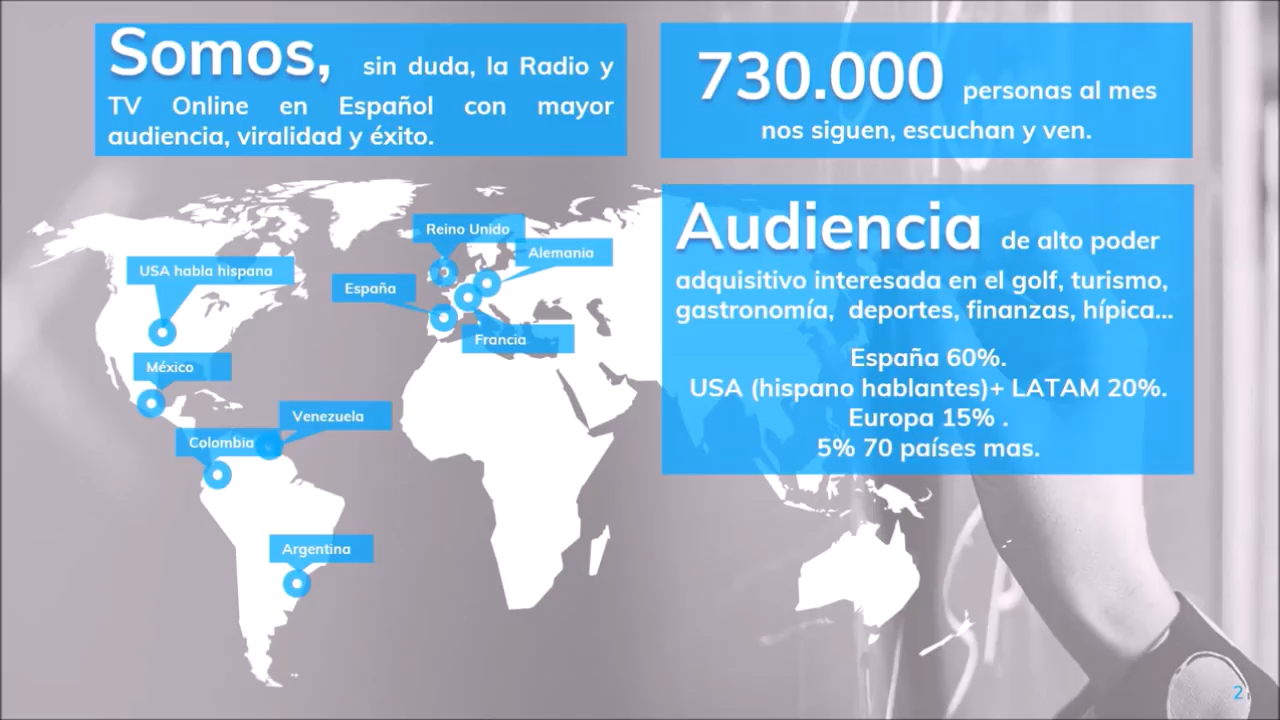 Somos, sin duda, la Radio y
TV Online en Español con mayor
audiencia, viralidad y éxito.
730.000 personas al mes
nos siguen, escuchan y ven.
Audiencia de alto poder
adquisitivo interesada en el golf, turismo,
gastronomía, deportes, finanzas, hípica...
España 60%.
USA (hispano hablantes)+ LATAM 20%.
Europa 15% .
5% 70 países mas.
Reino Unido
Alemania
USA habla hispana
España
Francia
México
Venezuela
Colombia
Argentina
2